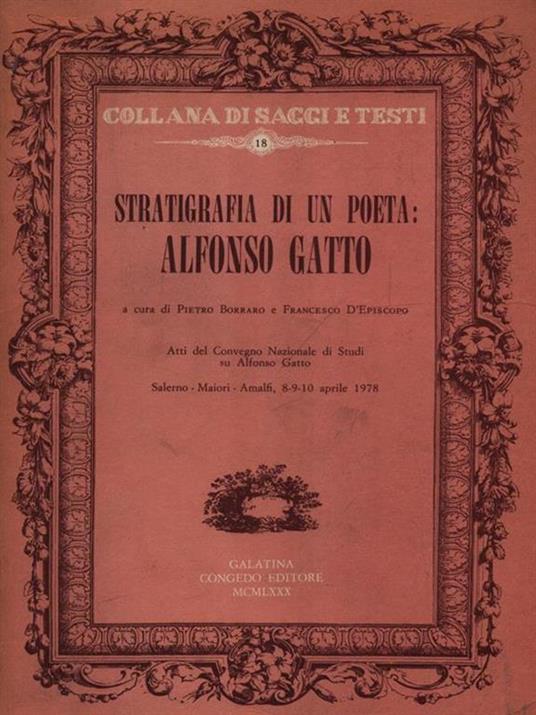 COLLANA DI SAGGI E TESTI
18
STRATIGRAFIA DI UN POETA:
ALFONSO GATTO
a cura di PIETRO BORRARO e FRANCESCO D'EPISCOPO
Atti del Convegno Nazionale di Studi
su Alfonso Gatto
Salerno - Maiori - Amalfi, 8-9-10 aprile 1978
GALATINA
CONGEDO EDITORE
MCMLXXX